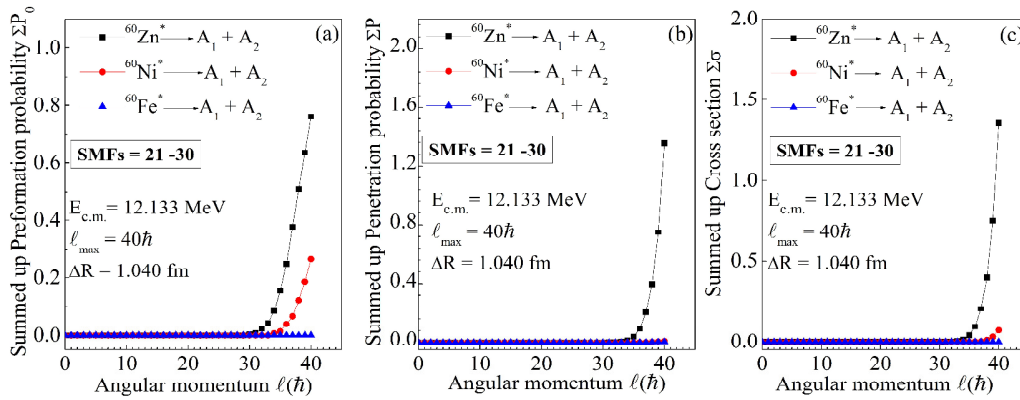 (a)
Summed up Preformation probability ΣP₀
1.0
0.8
0.6
0.4
0.2
0.0
⁶⁰Zn* → A₁ + A₂
⁶⁰Ni* → A₁ + A₂
⁶⁰Fe* → A₁ + A₂
SMFs = 21 -30
E_c.m. = 12.133 MeV
ℓ_max = 40ℏ
ΔR − 1.040 fm
0 10 20 30 40
Angular momentum ℓ(ℏ)
(b)
Summed up Penetration probability ΣP
2.0
1.6
1.2
0.8
0.4
0.0
⁶⁰Zn* → A₁ + A₂
⁶⁰Ni* → A₁ + A₂
⁶⁰Fe* → A₁ + A₂
SMFs = 21 -30
E_c.m. = 12.133 MeV
ℓ_max = 40ℏ
ΔR = 1.040 fm
0 10 20 30 40
Angular momentum ℓ(ℏ)
(c)
Summed up Cross section Σσ
2.0
1.5
1.0
0.5
0.0
⁶⁰Zn* → A₁ + A₂
⁶⁰Ni* → A₁ + A₂
⁶⁰Fe* → A₁ + A₂
SMFs = 21 -30
E_c.m. = 12.133 MeV
ℓ_max = 40ℏ
ΔR = 1.040 fm
0 10 20 30 40
Angular momentum ℓ(ℏ)